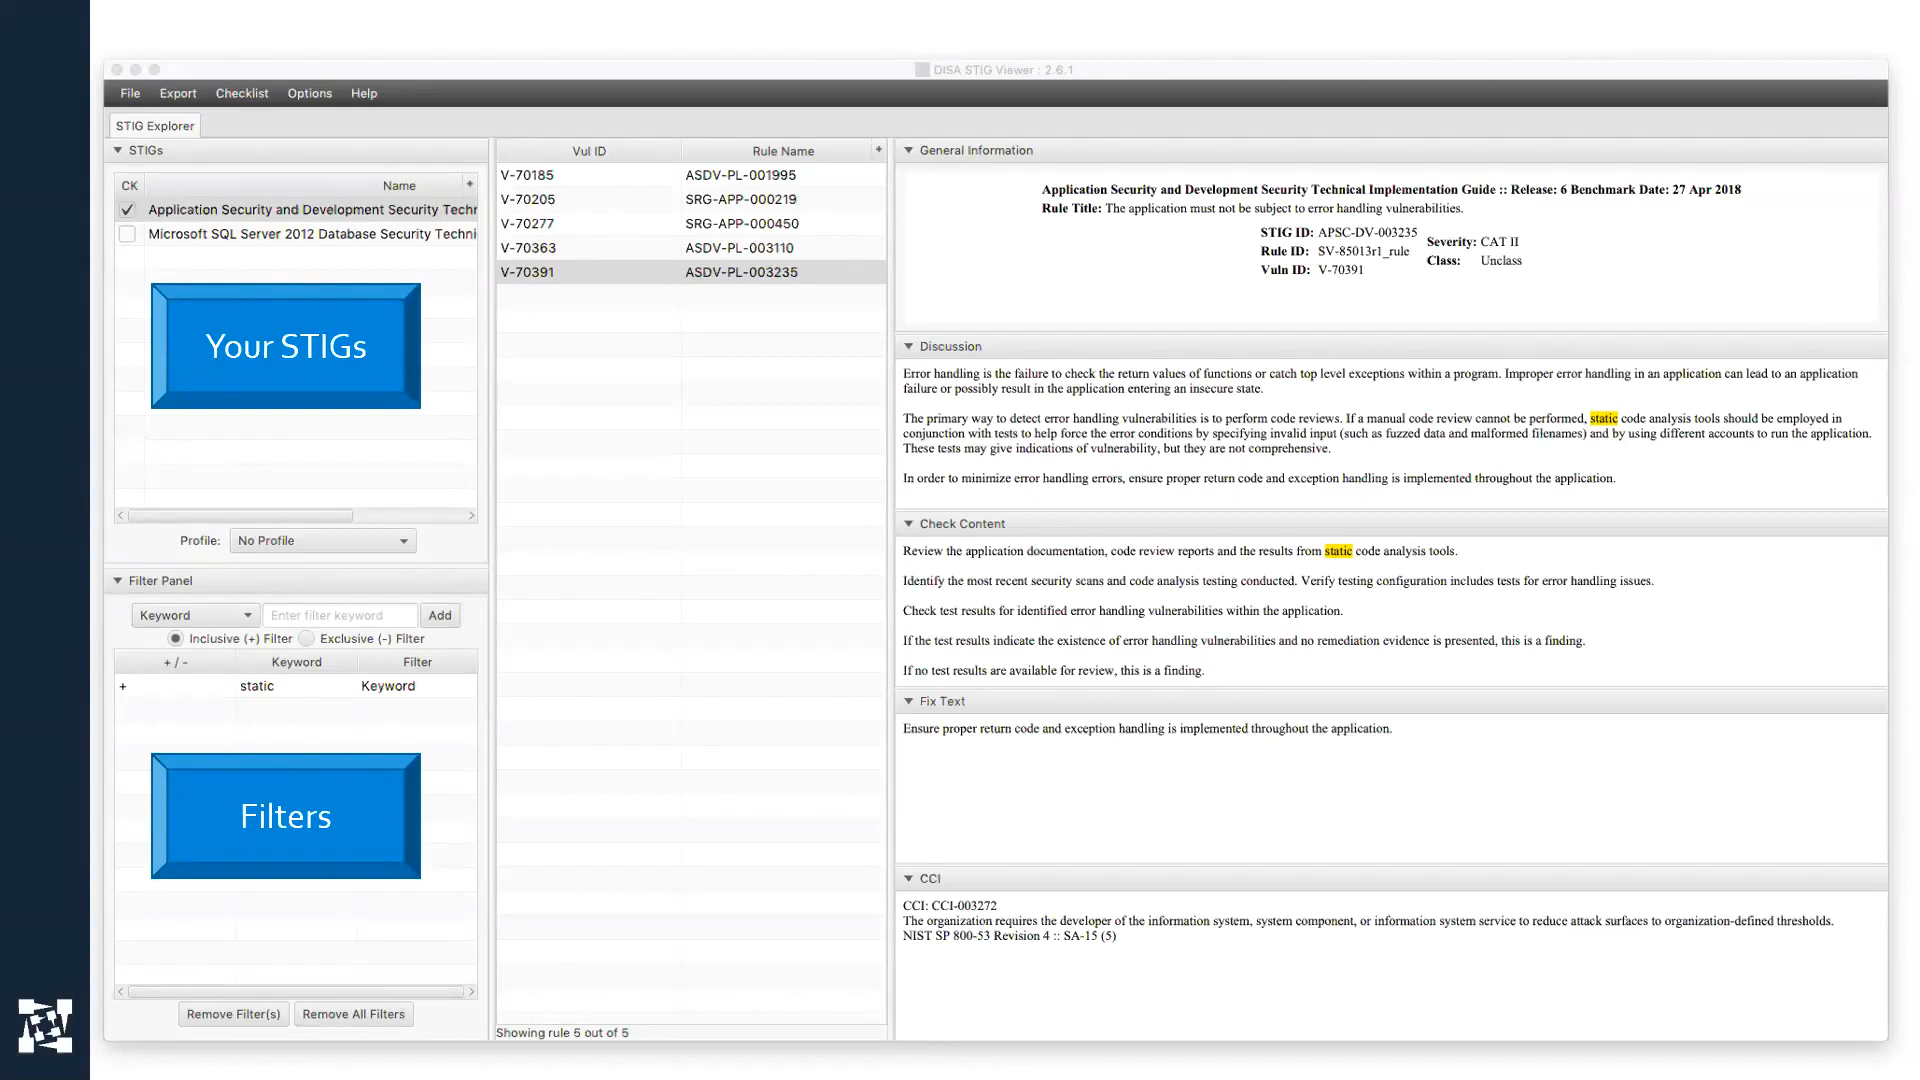 DISA STIG Viewer : 2.6.1
File Export Checklist Options Help
STIG Explorer
STIGs
CK Name +
Application Security and Development Security Techr
Microsoft SQL Server 2012 Database Security Techni
Your STIGs
Profile: No Profile
Filter Panel
Keyword Enter filter keyword Add
Inclusive (+) Filter Exclusive (-) Filter
+ / - Keyword Filter
+ static Keyword
Filters
Remove Filter(s) Remove All Filters
Vul ID Rule Name +
V-70185 ASDV-PL-001995
V-70205 SRG-APP-000219
V-70277 SRG-APP-000450
V-70363 ASDV-PL-003110
V-70391 ASDV-PL-003235
Showing rule 5 out of 5
General Information
Application Security and Development Security Technical Implementation Guide :: Release: 6 Benchmark Date: 27 Apr 2018
Rule Title: The application must not be subject to error handling vulnerabilities.
STIG ID: APSC-DV-003235
Rule ID: SV-85013r1_rule
Vuln ID: V-70391
Severity: CAT II
Class: Unclass
Discussion
Error handling is the failure to check the return values of functions or catch top level exceptions within a program. Improper error handling in an application can lead to an application
failure or possibly result in the application entering an insecure state.
The primary way to detect error handling vulnerabilities is to perform code reviews. If a manual code review cannot be performed, static code analysis tools should be employed in
conjunction with tests to help force the error conditions by specifying invalid input (such as fuzzed data and malformed filenames) and by using different accounts to run the application.
These tests may give indications of vulnerability, but they are not comprehensive.
In order to minimize error handling errors, ensure proper return code and exception handling is implemented throughout the application.
Check Content
Review the application documentation, code review reports and the results from static code analysis tools.
Identify the most recent security scans and code analysis testing conducted. Verify testing configuration includes tests for error handling issues.
Check test results for identified error handling vulnerabilities within the application.
If the test results indicate the existence of error handling vulnerabilities and no remediation evidence is presented, this is a finding.
If no test results are available for review, this is a finding.
Fix Text
Ensure proper return code and exception handling is implemented throughout the application.
CCI
CCI: CCI-003272
The organization requires the developer of the information system, system component, or information system service to reduce attack surfaces to organization-defined thresholds.
NIST SP 800-53 Revision 4 :: SA-15 (5)